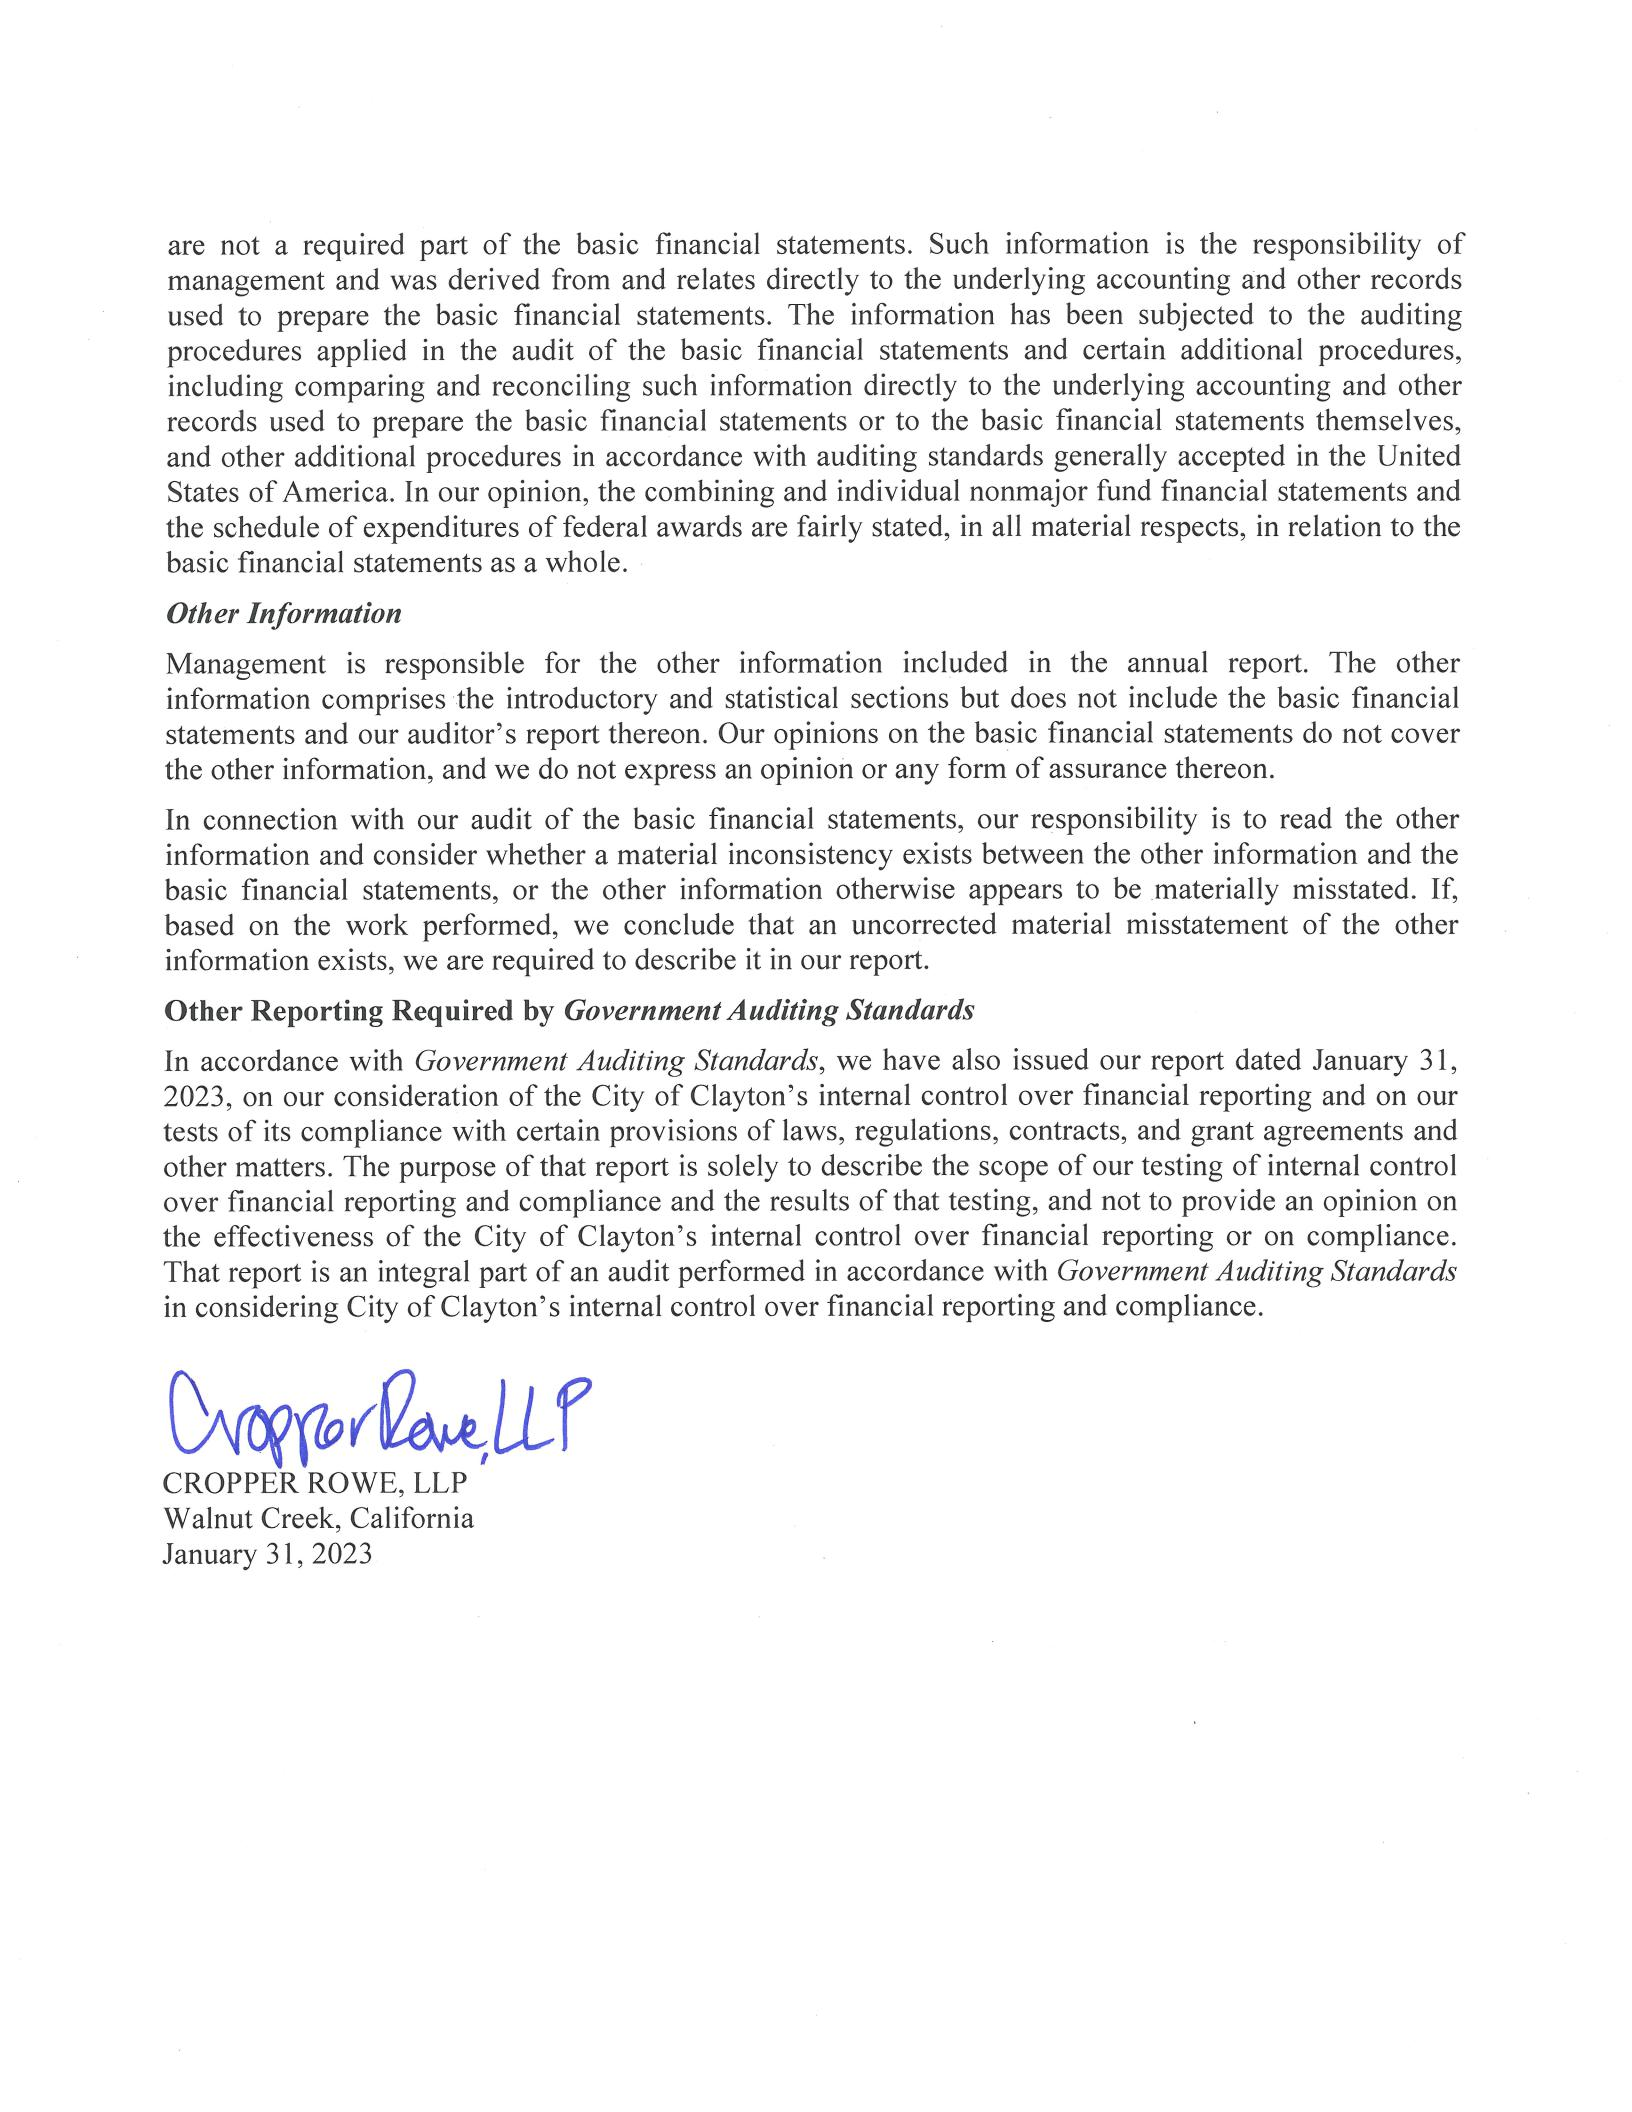 are not a required part of the basic financial statements. Such information is the responsibility of
management and was derived from and relates directly to the underlying accounting and other records
used to prepare the basic financial statements. The information has been subjected to the auditing
procedures applied in the audit of the basic financial statements and certain additional procedures,
including comparing and reconciling such information directly to the underlying accounting and other
records used to prepare the basic financial statements or to the basic financial statements themselves,
and other additional procedures in accordance with auditing standards generally accepted in the United
States of America. In our opinion, the combining and individual nonmajor fund financial statements and
the schedule of expenditures of federal awards are fairly stated, in all material respects, in relation to the
basic financial statements as a whole.
Other Information
Management is responsible for the other information included in the annual report. The other
information comprises the introductory and statistical sections but does not include the basic financial
statements and our auditor’s report thereon. Our opinions on the basic financial statements do not cover
the other information, and we do not express an opinion or any form of assurance thereon.
In connection with our audit of the basic financial statements, our responsibility is to read the other
information and consider whether a material inconsistency exists between the other information and the
basic financial statements, or the other information otherwise appears to be materially misstated. If,
based on the work performed, we conclude that an uncorrected material misstatement of the other
information exists, we are required to describe it in our report.
Other Reporting Required by Government Auditing Standards
In accordance with Government Auditing Standards, we have also issued our report dated January 31,
2023, on our consideration of the City of Clayton’s internal control over financial reporting and on our
tests of its compliance with certain provisions of laws, regulations, contracts, and grant agreements and
other matters. The purpose of that report is solely to describe the scope of our testing of internal control
over financial reporting and compliance and the results of that testing, and not to provide an opinion on
the effectiveness of the City of Clayton’s internal control over financial reporting or on compliance.
That report is an integral part of an audit performed in accordance with Government Auditing Standards
in considering City of Clayton’s internal control over financial reporting and compliance.
Cropper Rowe, LLP
CROPPER ROWE, LLP
Walnut Creek, California
January 31, 2023